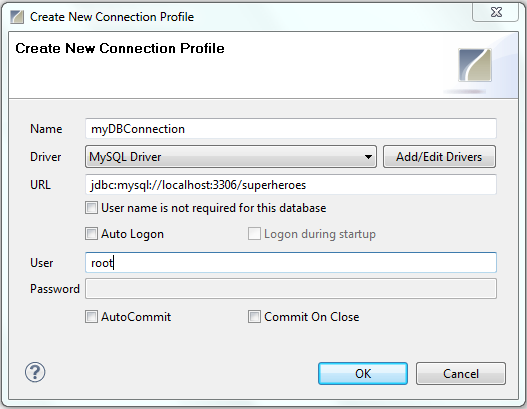 Create New Connection Profile
Create New Connection Profile
Name myDBConnection
Driver MySQL Driver Add/Edit Drivers
URL jdbc:mysql://localhost:3306/superheroes
User name is not required for this database
Auto Logon Logon during startup
User root
Password
AutoCommit Commit On Close
? OK Cancel